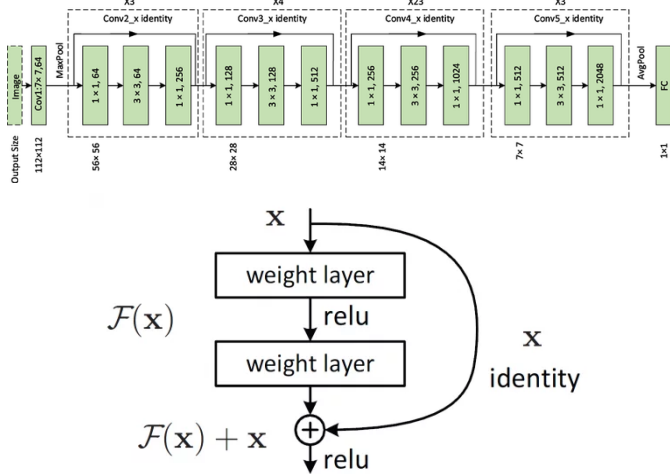 X3
X4
X23
X3
Conv2_x identity
Conv3_x identity
Conv4_x identity
Conv5_x identity
Image
Cov1:7× 7,64
MaxPool
1 × 1, 64
3 × 3, 64
1 × 1, 256
1 × 1, 128
3 × 3, 128
1 × 1, 512
1 × 1, 256
3 × 3, 256
1 × 1, 1024
1 × 1, 512
3 × 3, 512
1 × 1, 2048
AvgPool
FC
Output Size
112×112
56× 56
28× 28
14× 14
7× 7
1×1
x
weight layer
F(x)
relu
weight layer
x
identity
F(x) + x
relu